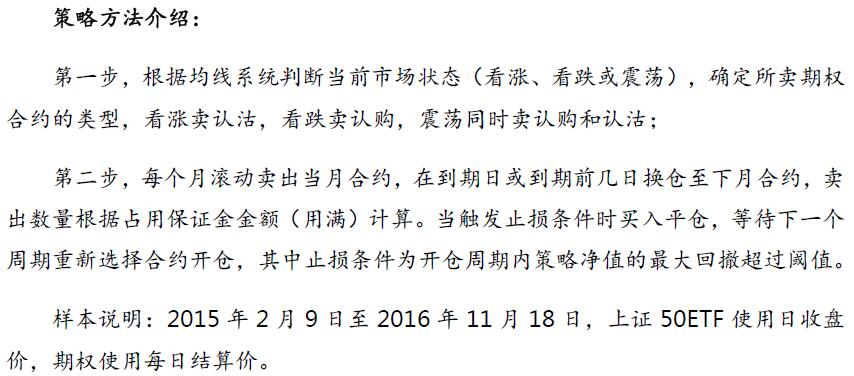 策略方法介绍：
第一步，根据均线系统判断当前市场状态（看涨、看跌或震荡），确定所卖期权
合约的类型，看涨卖认沽，看跌卖认购，震荡同时卖认购和认沽；
第二步，每个月滚动卖出当月合约，在到期日或到期前几日换仓至下月合约，卖
出数量根据占用保证金金额（用满）计算。当触发止损条件时买入平仓，等待下一个
周期重新选择合约开仓，其中止损条件为开仓周期内策略净值的最大回撤超过阈值。
样本说明：2015 年 2 月 9 日至 2016 年 11 月 18 日，上证 50ETF 使用日收盘
价，期权使用每日结算价。